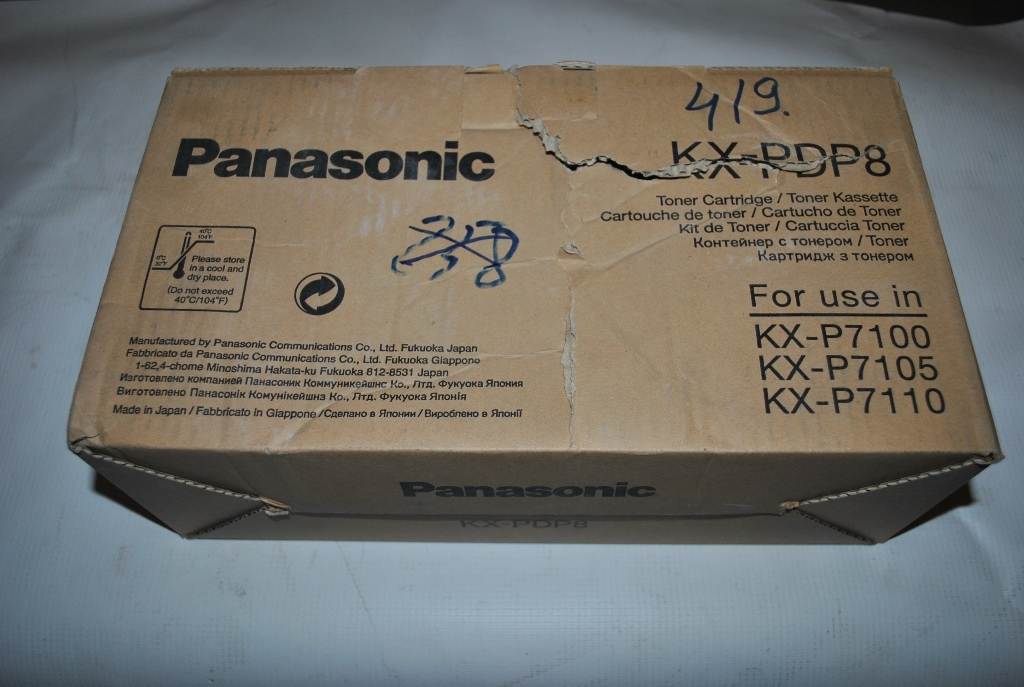 419.
Panasonic
KX-PDP8
Toner Cartridge / Toner Kassette
Cartouche de toner / Cartucho de Toner
Kit de Toner / Cartuccia Toner
Контейнер с тонером / Toner
Картридж з тонером
40°C
104°F
0°C
32°F
Please store
in a cool and
dry place.
(Do not exceed
40°C/104°F)
For use in
KX-P7100
KX-P7105
KX-P7110
Manufactured by Panasonic Communications Co., Ltd. Fukuoka Japan
Fabbricato da Panasonic Communications Co., Ltd. Fukuoka Giappone
1-62,4-chome Minoshima Hakata-ku Fukuoka 812-8531 Japan
Изготовлено компанией Панасоник Коммуникейшнс Ко., Лтд. Фукуока Япония
Виготовлено Панасонік Комунікейшнз Ко., Лтд. Фукуока Японія
Made in Japan / Fabbricato in Giappone / Сделано в Японии / Вироблено в Японії
Panasonic
KX-PDP8